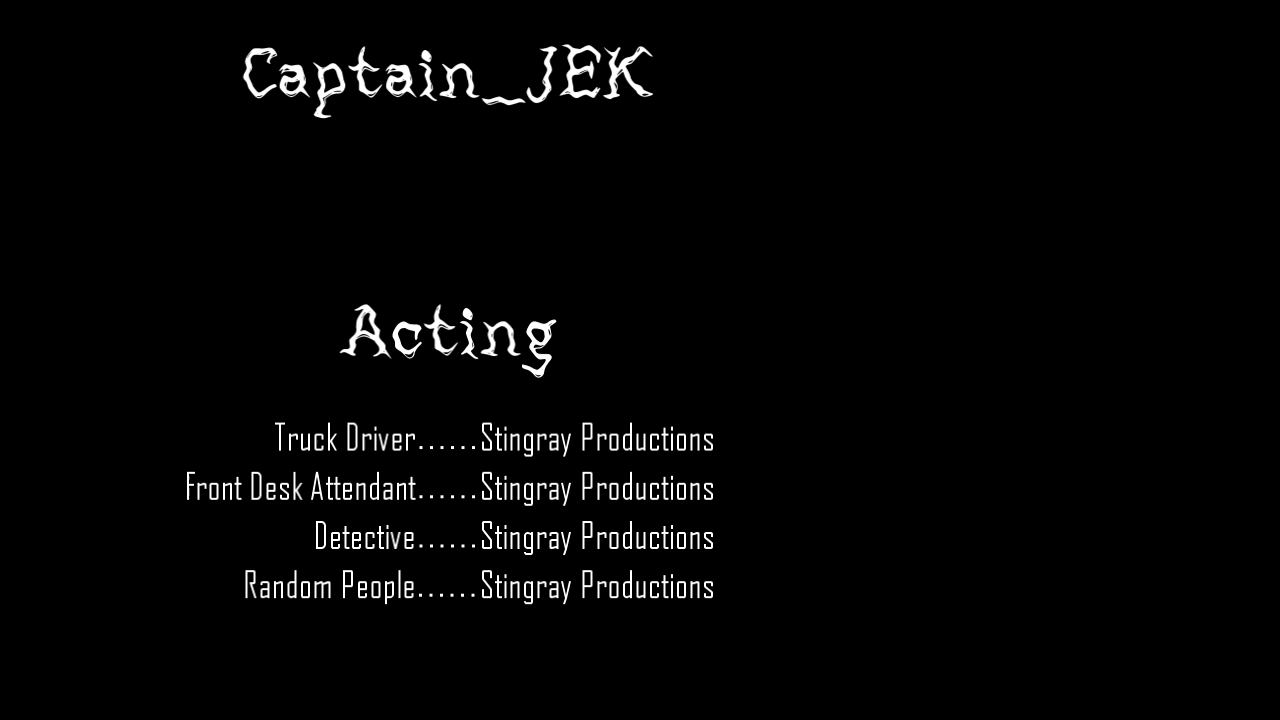 Captain_JEK
Acting
Truck Driver......Stingray Productions
Front Desk Attendant......Stingray Productions
Detective......Stingray Productions
Random People......Stingray Productions